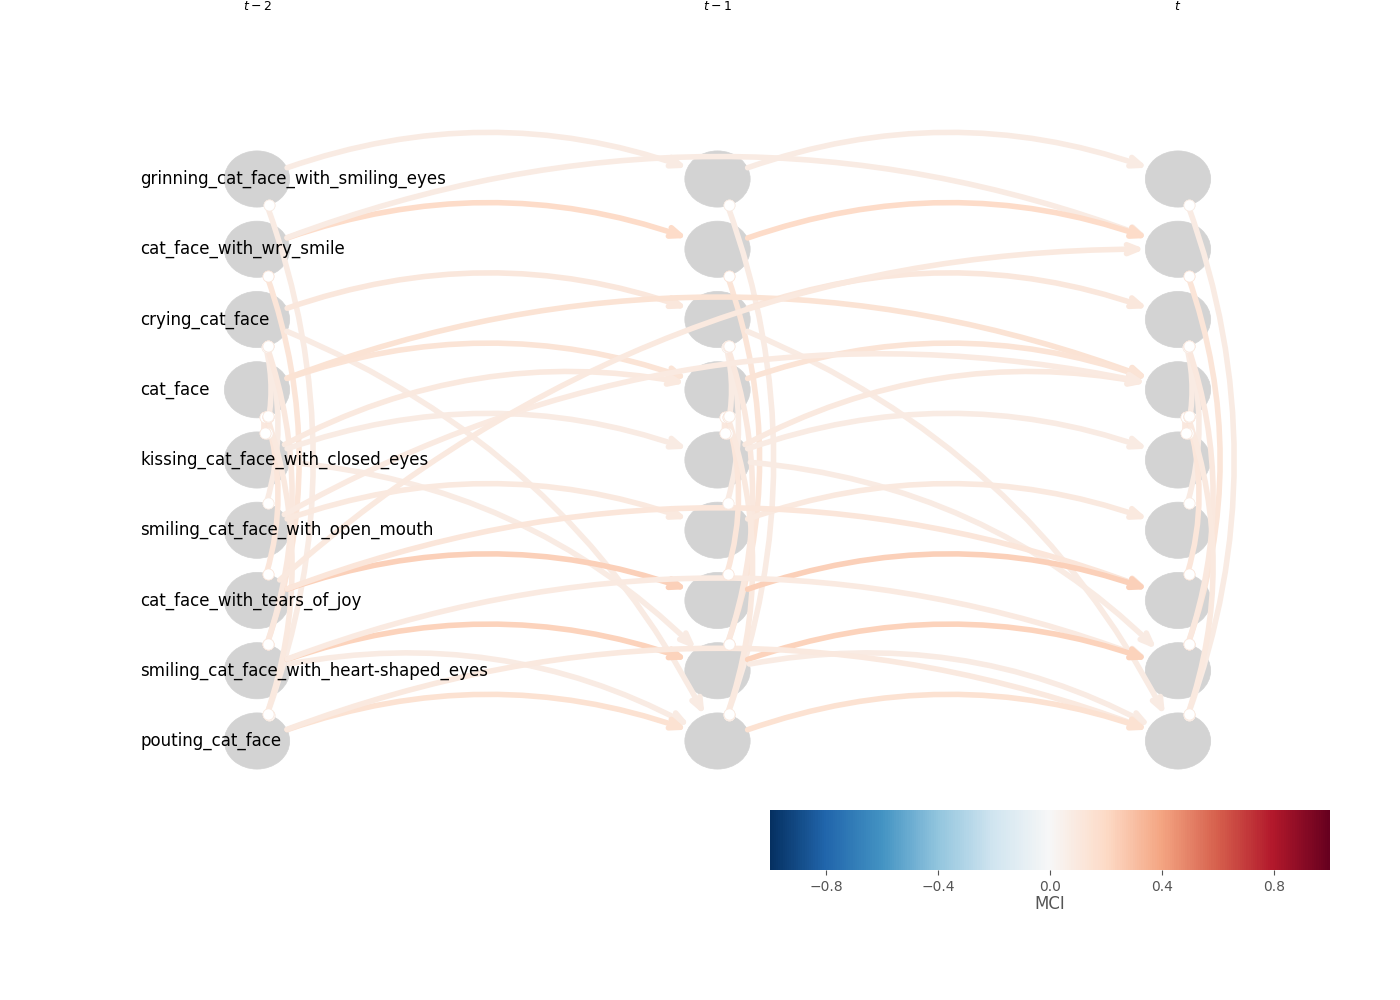 t − 2 t − 1 t
grinning_cat_face_with_smiling_eyes
cat_face_with_wry_smile
crying_cat_face
cat_face
kissing_cat_face_with_closed_eyes
smiling_cat_face_with_open_mouth
cat_face_with_tears_of_joy
smiling_cat_face_with_heart-shaped_eyes
pouting_cat_face
−0.8 −0.4 0.0 0.4 0.8
MCI